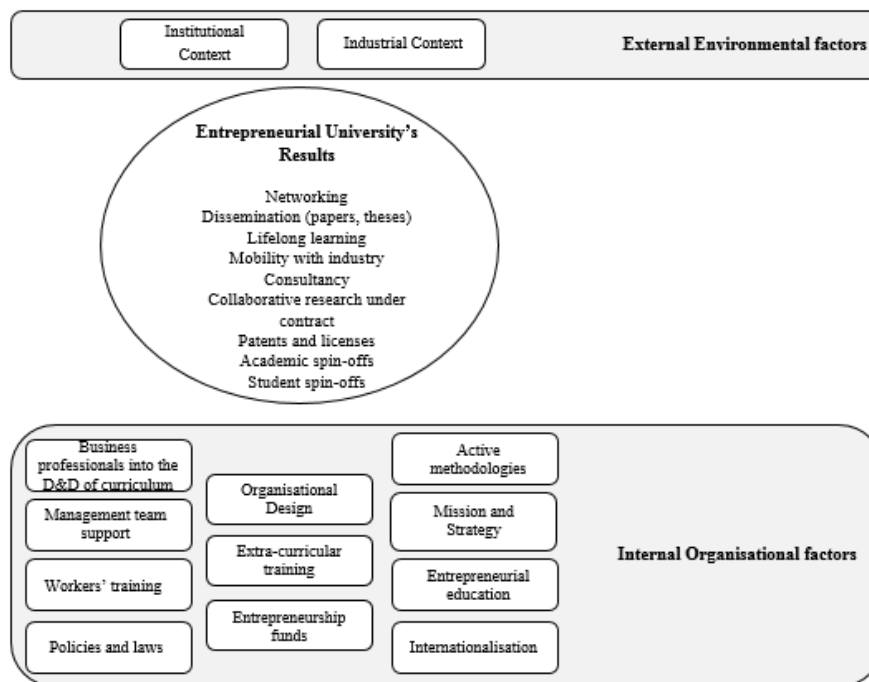 Institutional
Context
Industrial Context
External Environmental factors
Entrepreneurial University's
Results
Networking
Dissemination (papers, theses)
Lifelong learning
Mobility with industry
Consultancy
Collaborative research under
contract
Patents and licenses
Academic spin-offs
Student spin-offs
Business
professionals into the
D&D of curriculum
Management team
support
Workers' training
Policies and laws
Organisational
Design
Extra-curricular
training
Entrepreneurship
funds
Active
methodologies
Mission and
Strategy
Entrepreneurial
education
Internationalisation
Internal Organisational factors